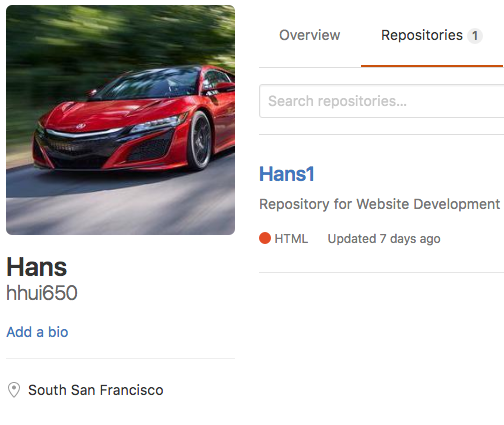 Overview
Repositories 1
Search repositories...
Hans1
Repository for Website Development
HTML
Updated 7 days ago
Hans
hhui650
Add a bio
South San Francisco